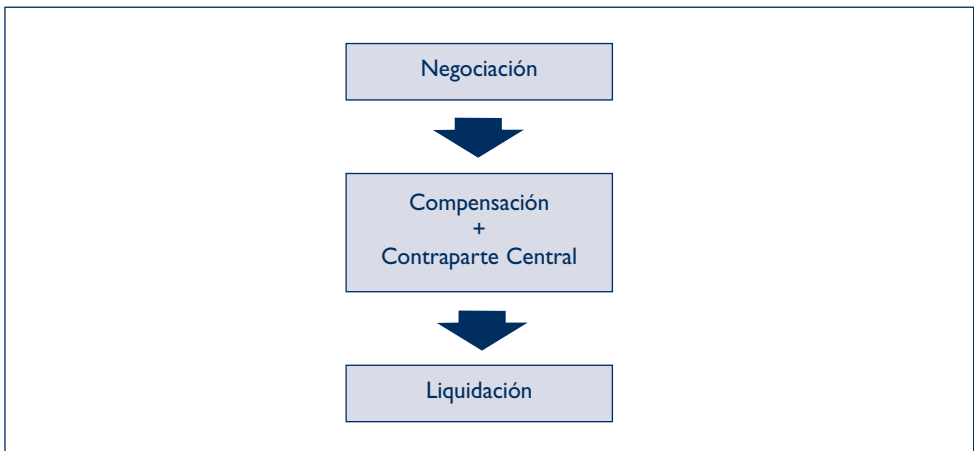 Negociación
Compensación
+
Contraparte Central
Liquidación